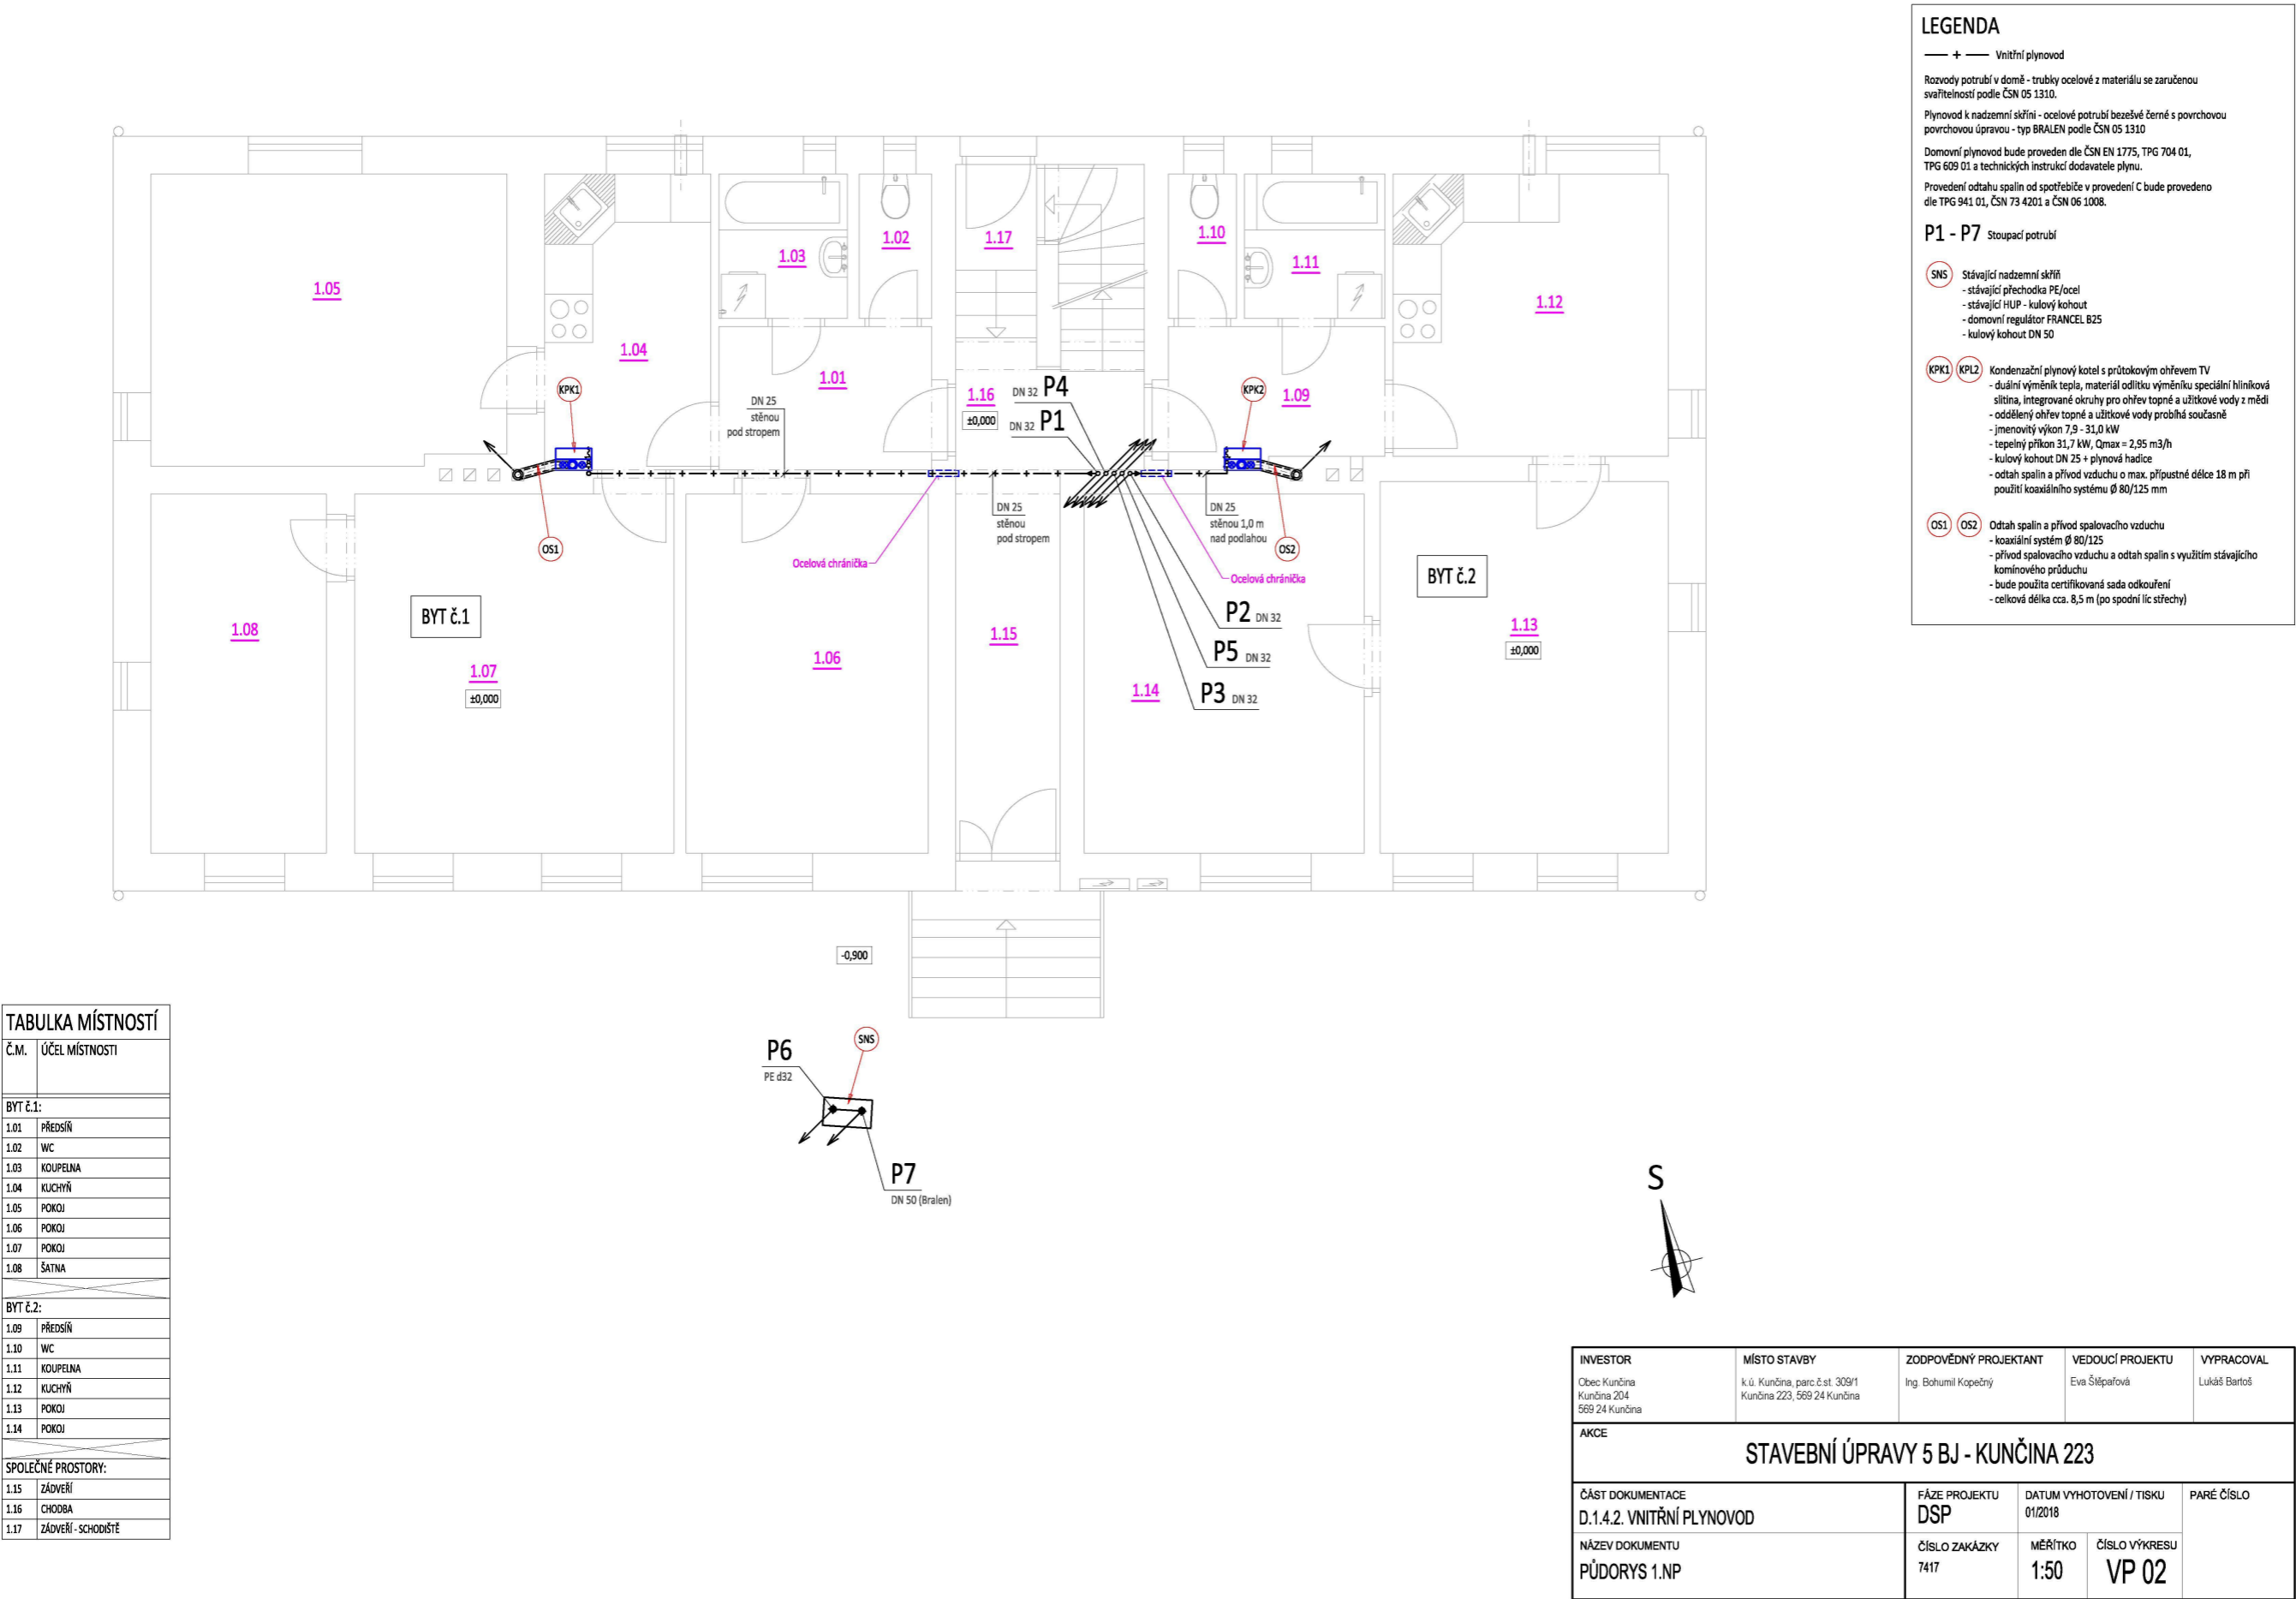 LEGENDA
+ Vnitřní plynovod
Rozvody potrubí v domě - trubky ocelové z materiálu se zaručenou
svařitelností podle ČSN 05 1310.
Plynovod k nadzemní skříni - ocelové potrubí bezešvé černé s povrchovou
povrchovou úpravou - typ BRALEN podle ČSN 05 1310
Domovní plynovod bude proveden dle ČSN EN 1775, TPG 704 01,
TPG 609 01 a technických instrukcí dodavatele plynu.
Provedení odtahu spalin od spotřebiče v provedení C bude provedeno
dle TPG 941 01, ČSN 73 4201 a ČSN 06 1008.
P1 - P7 Stoupací potrubí
SNS Stávající nadzemní skříň
- stávající přechodka PE/ocel
- stávající HUP - kulový kohout
- domovní regulátor FRANCEL B25
- kulový kohout DN 50
KPK1 KPL2 Kondenzační plynový kotel s průtokovým ohřevem TV
- duální výměník tepla, materiál odlitku výměníku speciální hliníková
slitina, integrované okruhy pro ohřev topné a užitkové vody z mědi
- oddělený ohřev topné a užitkové vody probíhá současně
- jmenovitý výkon 7,9 - 31,0 kW
- tepelný příkon 31,7 kW, Qmax = 2,95 m3/h
- kulový kohout DN 25 + plynová hadice
- odtah spalin a přívod vzduchu o max. přípustné délce 18 m při
použití koaxiálního systému Ø 80/125 mm
OS1 OS2 Odtah spalin a přívod spalovacího vzduchu
- koaxiální systém Ø 80/125
- přívod spalovacího vzduchu a odtah spalin s využitím stávajícího
komínového průduchu
- bude použita certifikovaná sada odkouření
- celková délka cca. 8,5 m (po spodní líc střechy)
1.05
1.04
1.03
1.02
1.17
1.10
1.11
1.12
1.01
1.16
±0,000
1.09
KPK1
KPK2
DN 32 P4
DN 32 P1
DN 25
stěnou
pod stropem
DN 25
stěnou
pod stropem
DN 25
stěnou 1,0 m
nad podlahou
OS1
OS2
Ocelová chránička
Ocelová chránička
BYT č.1
BYT č.2
P2 DN 32
P5 DN 32
P3 DN 32
1.08
1.07
±0,000
1.06
1.15
1.14
1.13
±0,000
-0,900
SNS
P6
PE d32
P7
DN 50 (Bralen)
S
TABULKA MÍSTNOSTÍ
Č.M. ÚČEL MÍSTNOSTI
BYT č.1:
1.01 PŘEDSÍŇ
1.02 WC
1.03 KOUPELNA
1.04 KUCHYŇ
1.05 POKOJ
1.06 POKOJ
1.07 POKOJ
1.08 ŠATNA
BYT č.2:
1.09 PŘEDSÍŇ
1.10 WC
1.11 KOUPELNA
1.12 KUCHYŇ
1.13 POKOJ
1.14 POKOJ
SPOLEČNÉ PROSTORY:
1.15 ZÁDVEŘÍ
1.16 CHODBA
1.17 ZÁDVEŘÍ - SCHODIŠTĚ
INVESTOR
Obec Kunčina
Kunčina 204
569 24 Kunčina
MÍSTO STAVBY
k.ú. Kunčina, parc.č.st. 309/1
Kunčina 223, 569 24 Kunčina
ZODPOVĚDNÝ PROJEKTANT
Ing. Bohumil Kopečný
VEDOUCÍ PROJEKTU
Eva Štěpařová
VYPRACOVAL
Lukáš Bartoš
AKCE
STAVEBNÍ ÚPRAVY 5 BJ - KUNČINA 223
ČÁST DOKUMENTACE
D.1.4.2. VNITŘNÍ PLYNOVOD
FÁZE PROJEKTU
DSP
DATUM VYHOTOVENÍ / TISKU
01/2018
PARÉ ČÍSLO
NÁZEV DOKUMENTU
PŮDORYS 1.NP
ČÍSLO ZAKÁZKY
7417
MĚŘÍTKO
1:50
ČÍSLO VÝKRESU
VP 02